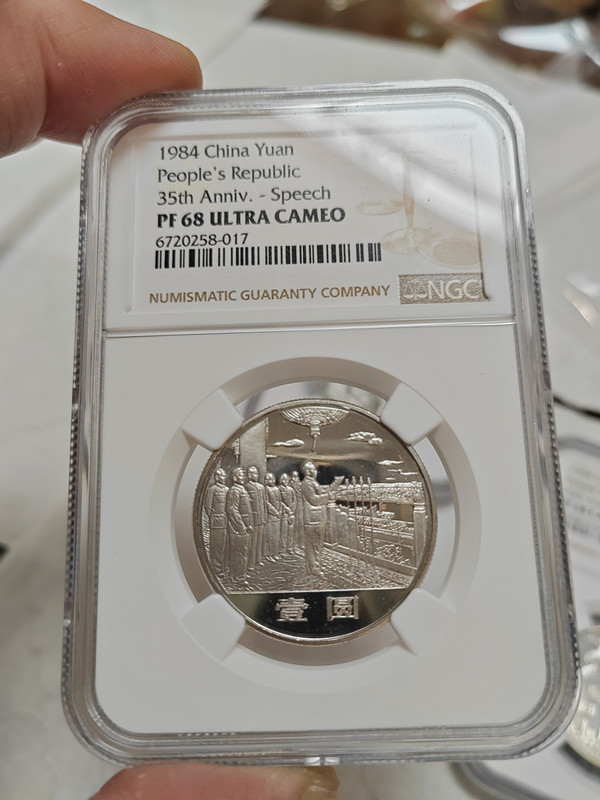 1984 China Yuan
People's Republic
35th Anniv. - Speech
PF 68 ULTRA CAMEO
6720258-017
NUMISMATIC GUARANTY COMPANY NGC
壹圆